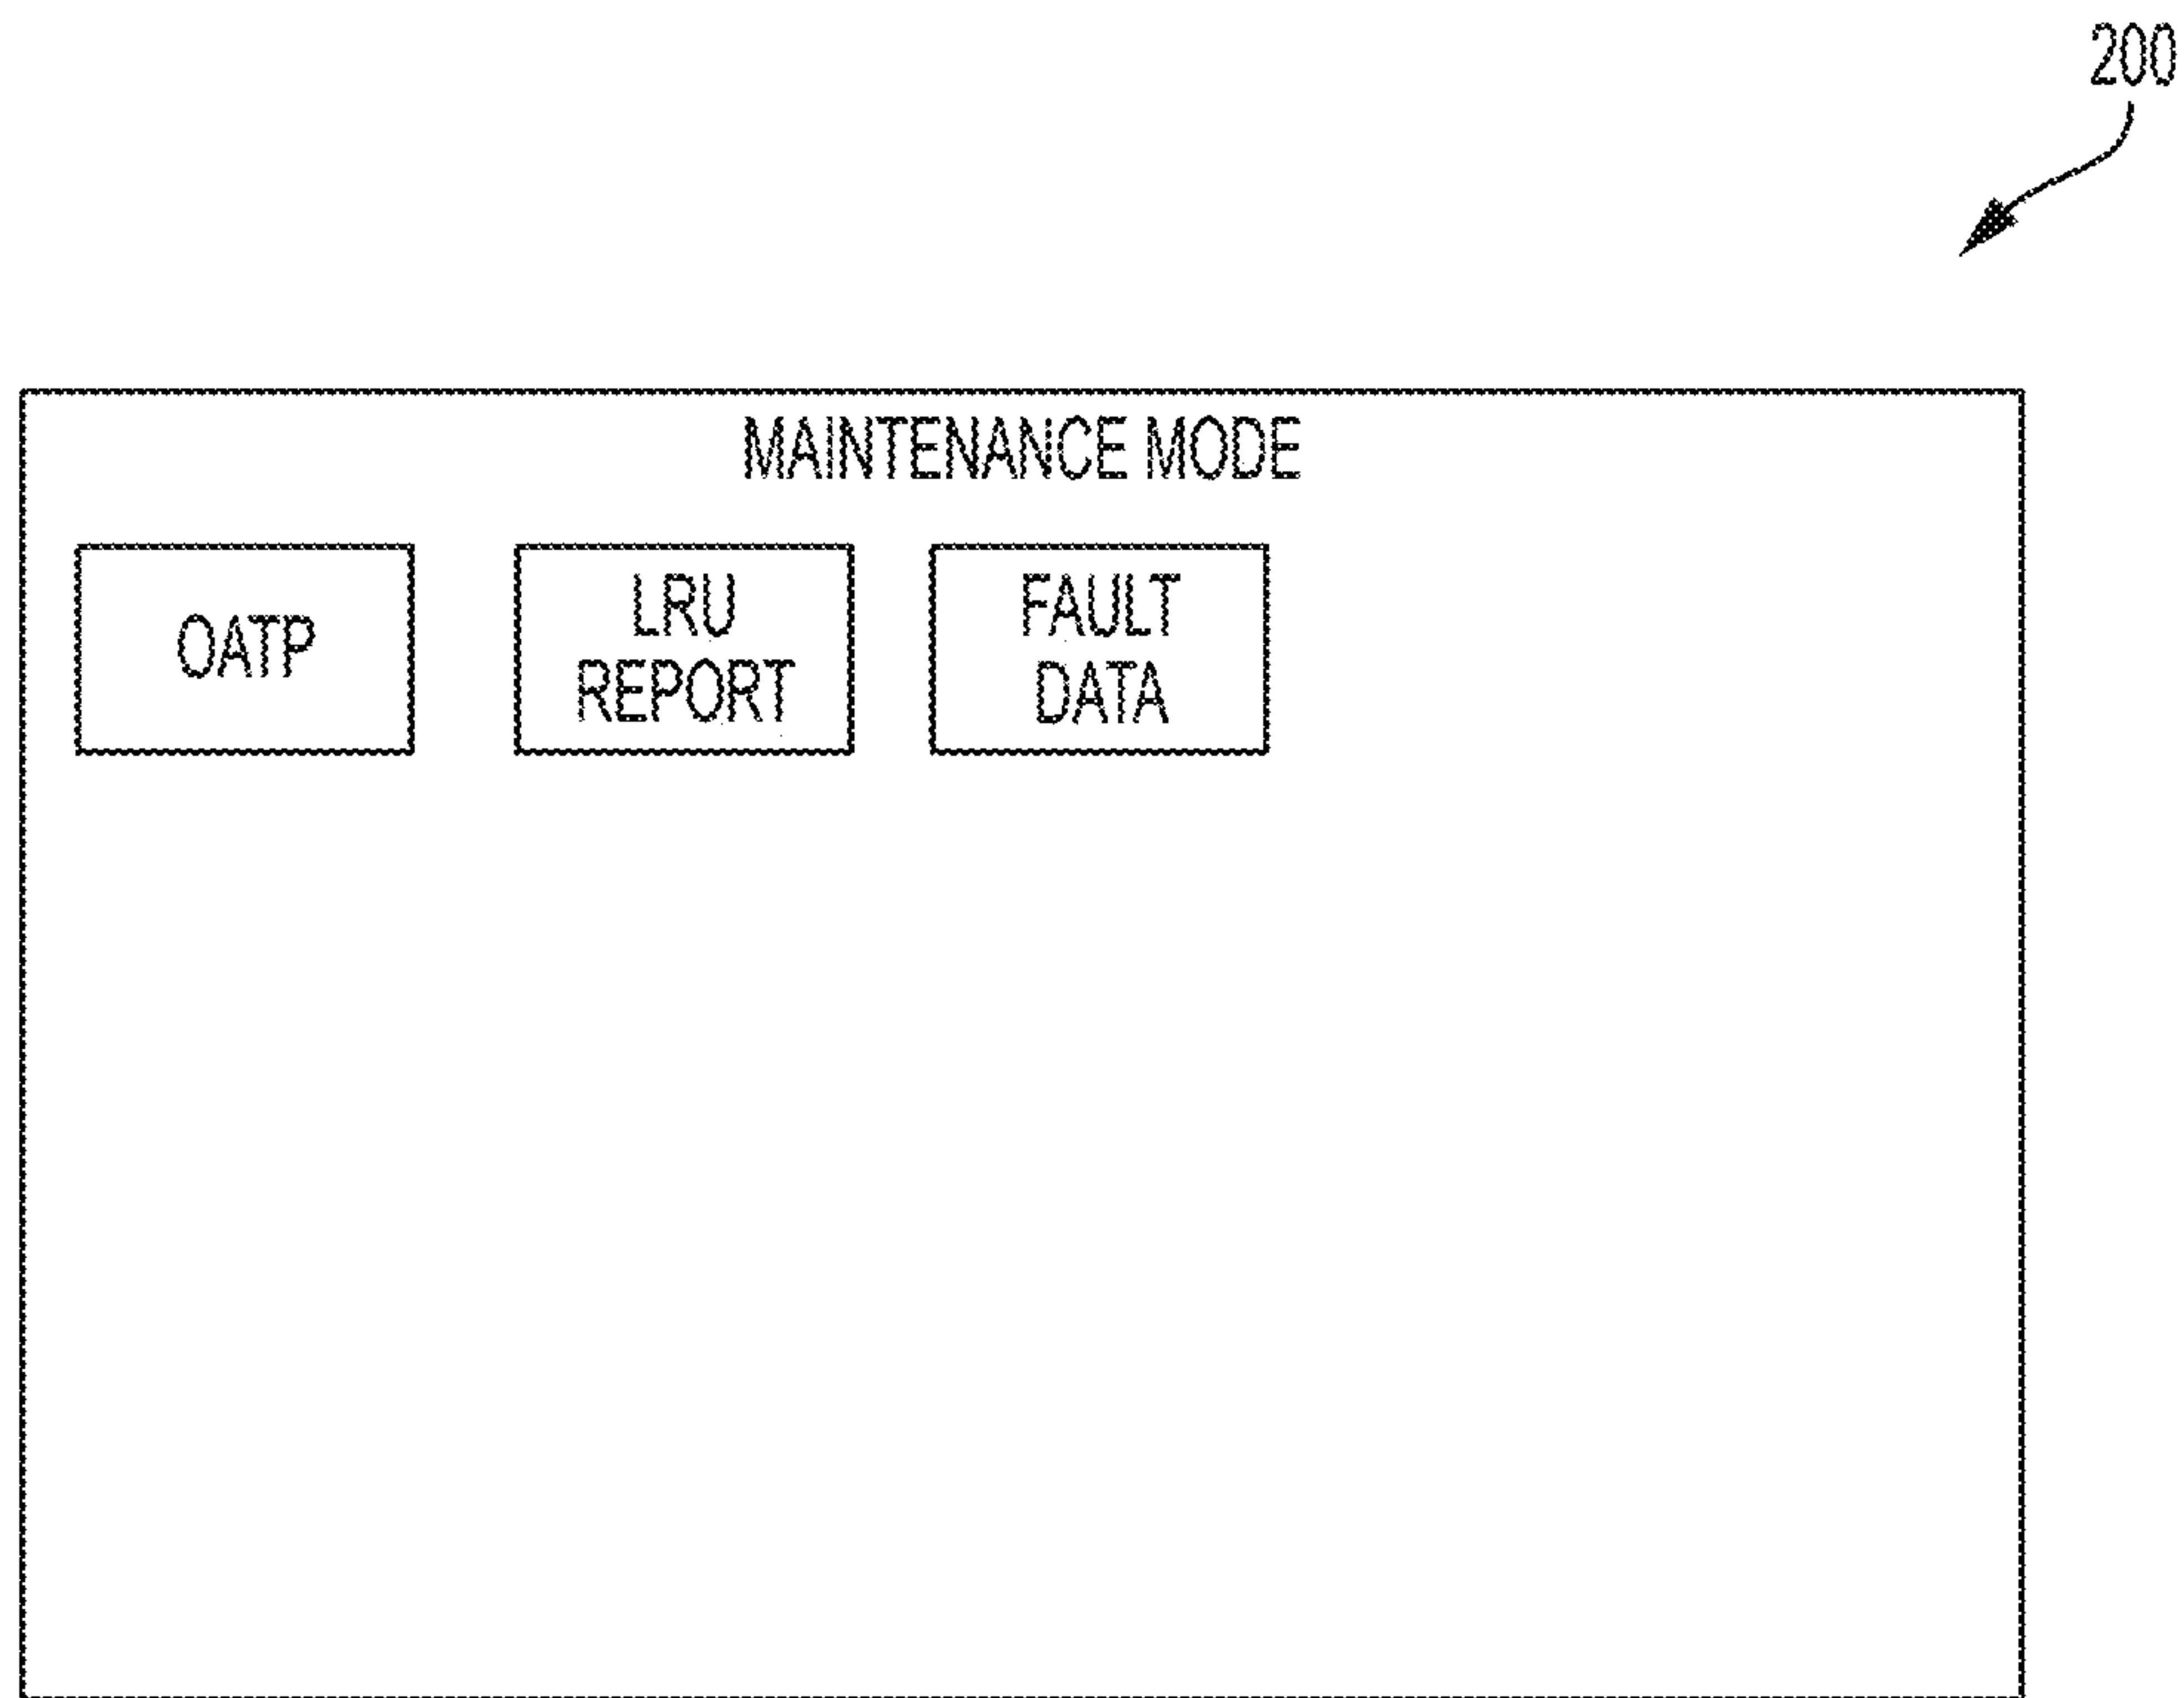 200
MAINTENANCE MODE
OATP
LRU
REPORT
FAULT
DATA